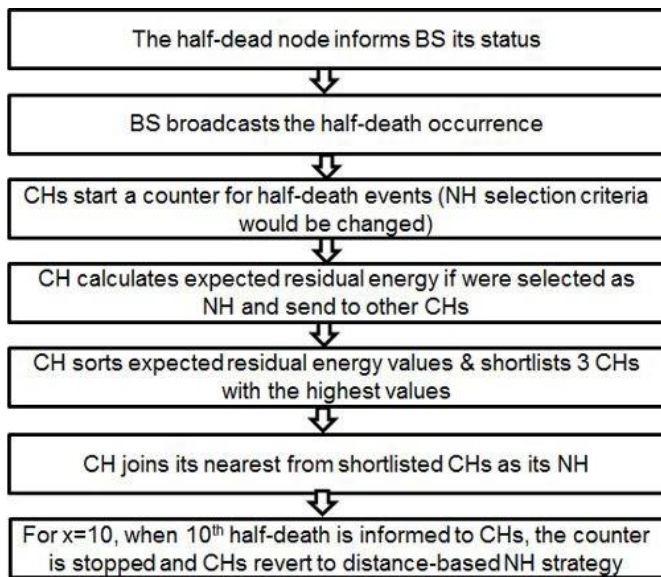 The half-dead node informs BS its status
BS broadcasts the half-death occurrence
CHs start a counter for half-death events (NH selection criteria
would be changed)
CH calculates expected residual energy if were selected as
NH and send to other CHs
CH sorts expected residual energy values & shortlists 3 CHs
with the highest values
CH joins its nearest from shortlisted CHs as its NH
For x=10, when 10th half-death is informed to CHs, the counter
is stopped and CHs revert to distance-based NH strategy